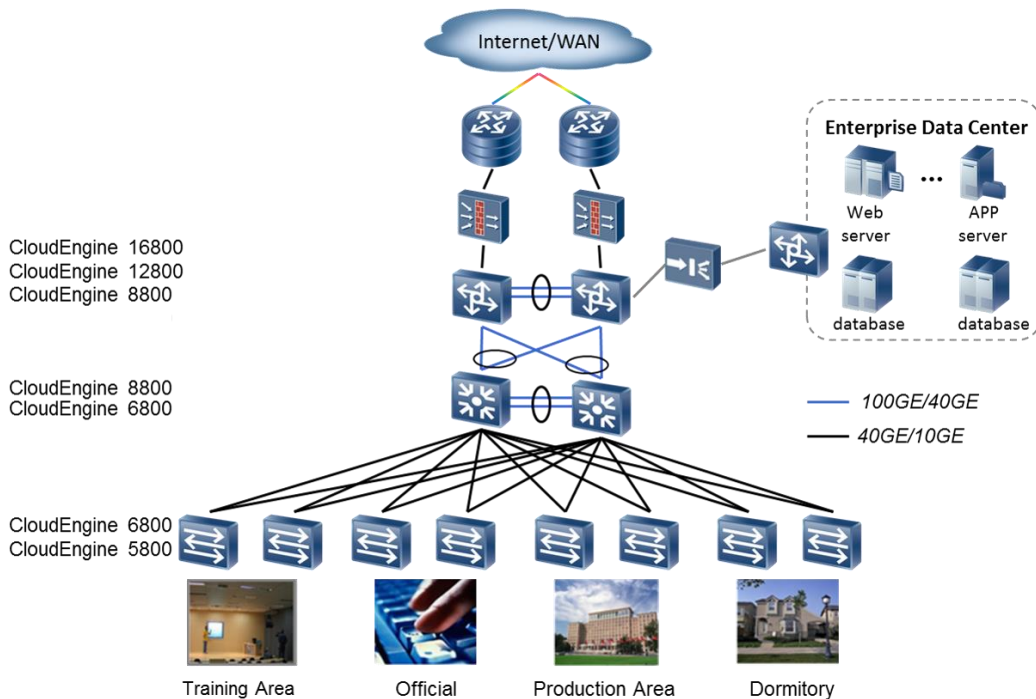 Internet/WAN
Enterprise Data Center
...
Web
server
APP
server
database
database
CloudEngine 16800
CloudEngine 12800
CloudEngine 8800
CloudEngine 8800
CloudEngine 6800
100GE/40GE
40GE/10GE
CloudEngine 6800
CloudEngine 5800
Training Area
Official
Production Area
Dormitory